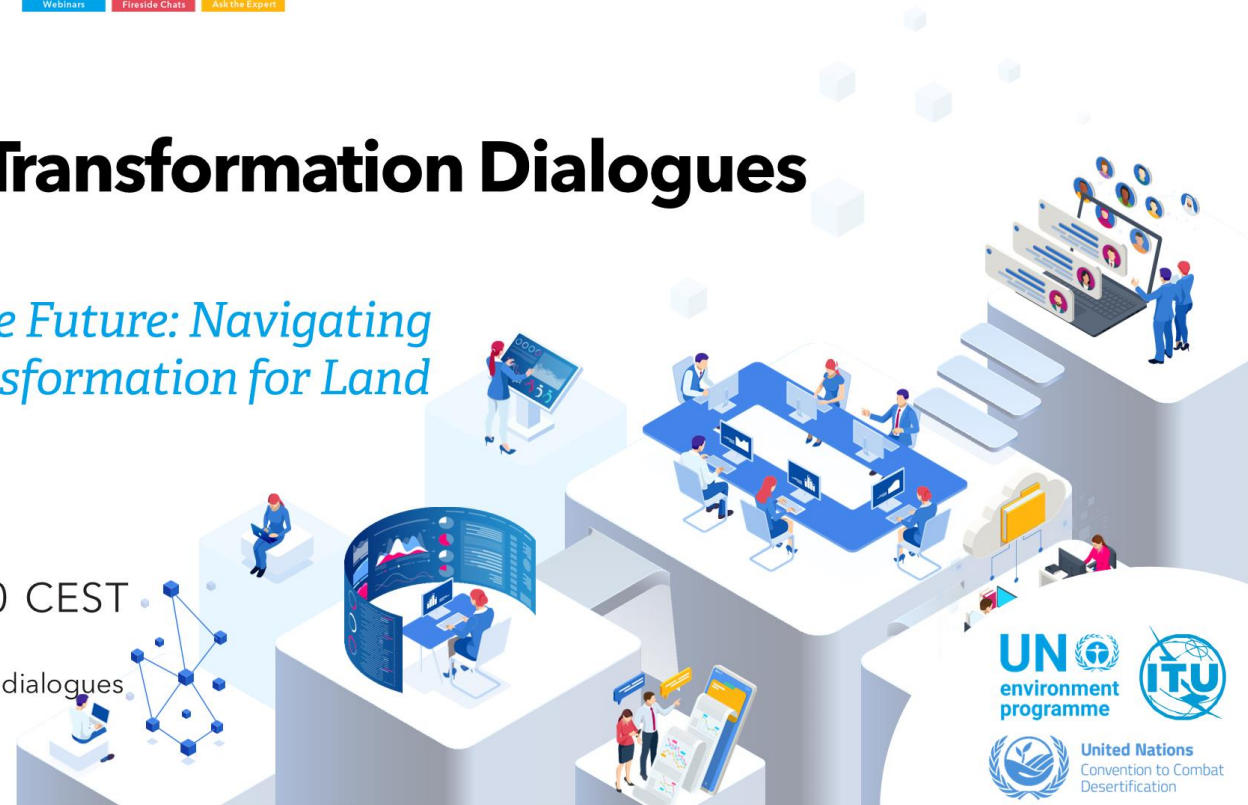 Webinars Fireside Chats Ask the Expert
Transformation Dialogues
e Future: Navigating
sformation for Land
0 CEST
dialogues
UN
environment
programme
ITU
United Nations
Convention to Combat
Desertification